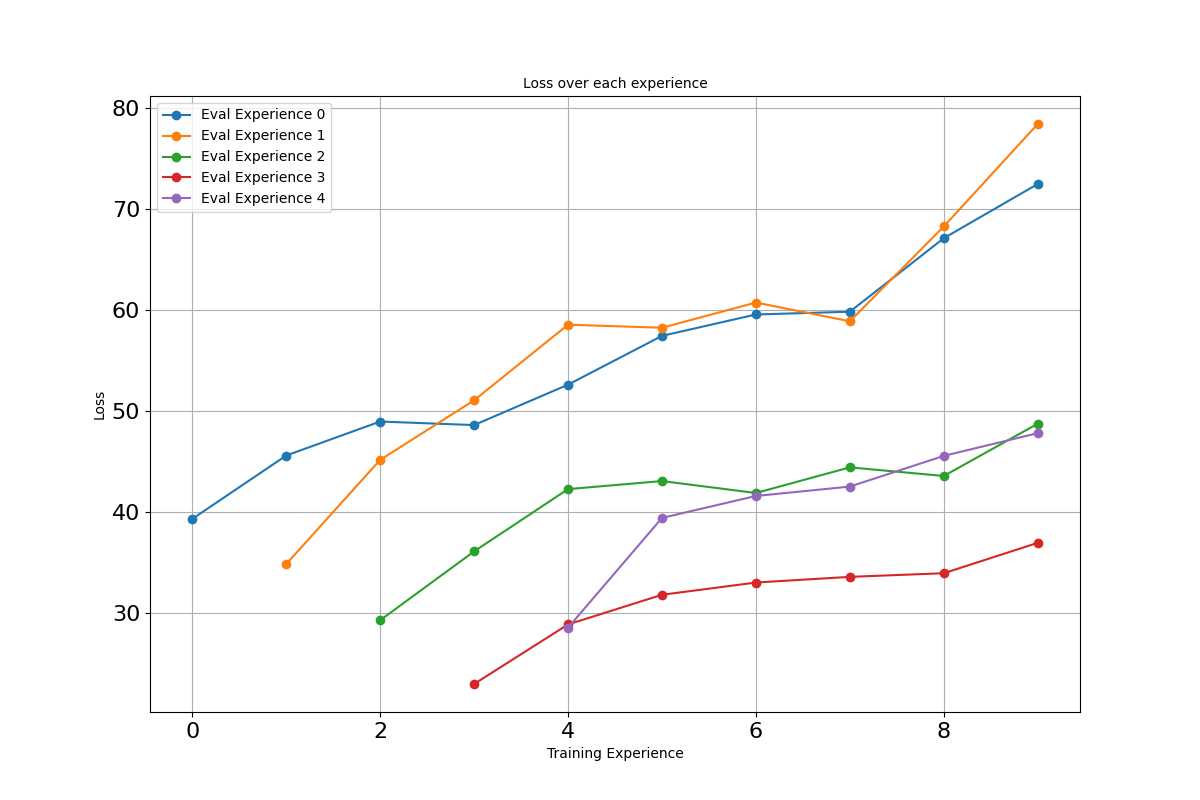 Loss over each experience
Eval Experience 0
Eval Experience 1
Eval Experience 2
Eval Experience 3
Eval Experience 4
80
70
60
50
40
30
Loss
0 2 4 6 8
Training Experience